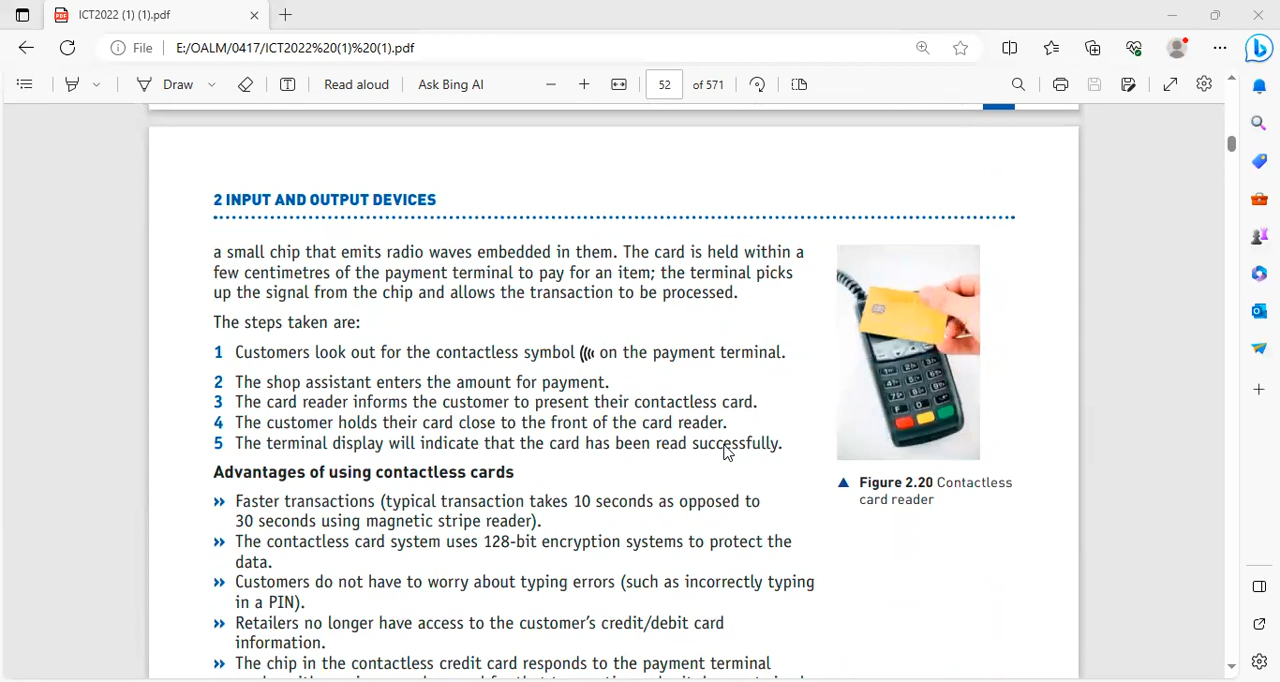 ICT2022 (1) (1).pdf
File E:/OALM/0417/ICT2022%20(1)%20(1).pdf
Draw Read aloud Ask Bing AI 52 of 571
2 INPUT AND OUTPUT DEVICES
a small chip that emits radio waves embedded in them. The card is held within a
few centimetres of the payment terminal to pay for an item; the terminal picks
up the signal from the chip and allows the transaction to be processed.
The steps taken are:
1 Customers look out for the contactless symbol on the payment terminal.
2 The shop assistant enters the amount for payment.
3 The card reader informs the customer to present their contactless card.
4 The customer holds their card close to the front of the card reader.
5 The terminal display will indicate that the card has been read successfully.
Advantages of using contactless cards
» Faster transactions (typical transaction takes 10 seconds as opposed to
30 seconds using magnetic stripe reader).
» The contactless card system uses 128-bit encryption systems to protect the
data.
» Customers do not have to worry about typing errors (such as incorrectly typing
in a PIN).
» Retailers no longer have access to the customer's credit/debit card
information.
» The chip in the contactless credit card responds to the payment terminal
▲ Figure 2.20 Contactless
card reader